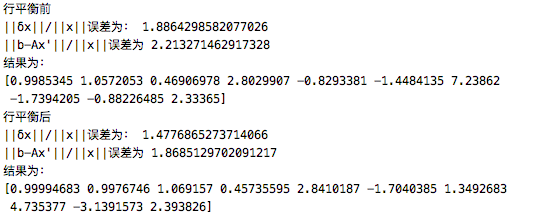 行平衡前
||δx||/||x||误差为: 1.8864298582077026
||b-Ax'||/||x||误差为 2.213271462917328
结果为:
[0.9985345 1.0572053 0.46906978 2.8029907 -0.8293381 -1.4484135 7.23862
-1.7394205 -0.88226485 2.33365]
行平衡后
||δx||/||x||误差为: 1.4776865273714066
||b-Ax'||/||x||误差为 1.8685129702091217
结果为:
[0.99994683 0.9976746 1.069157 0.45735595 2.8410187 -1.7040385 1.3492683
4.735377 -3.1391573 2.393826]